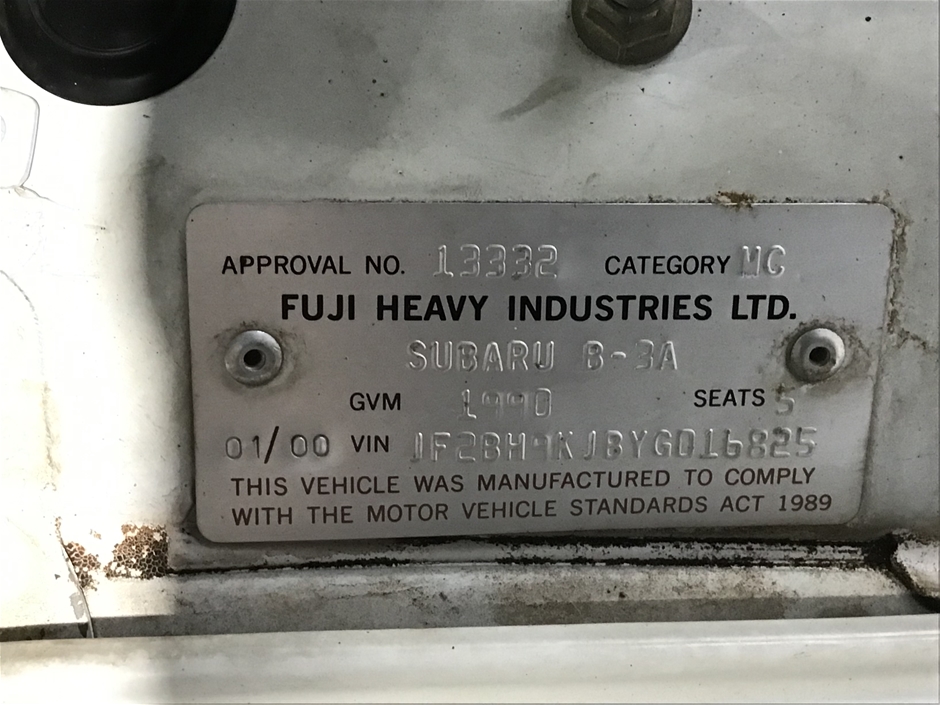 APPROVAL NO. 13332 CATEGORY MC
FUJI HEAVY INDUSTRIES LTD.
SUBARU B-3A
GVM 1990 SEATS 5
01/00 VIN JF2BH9KJBYG016825
THIS VEHICLE WAS MANUFACTURED TO COMPLY
WITH THE MOTOR VEHICLE STANDARDS ACT 1989